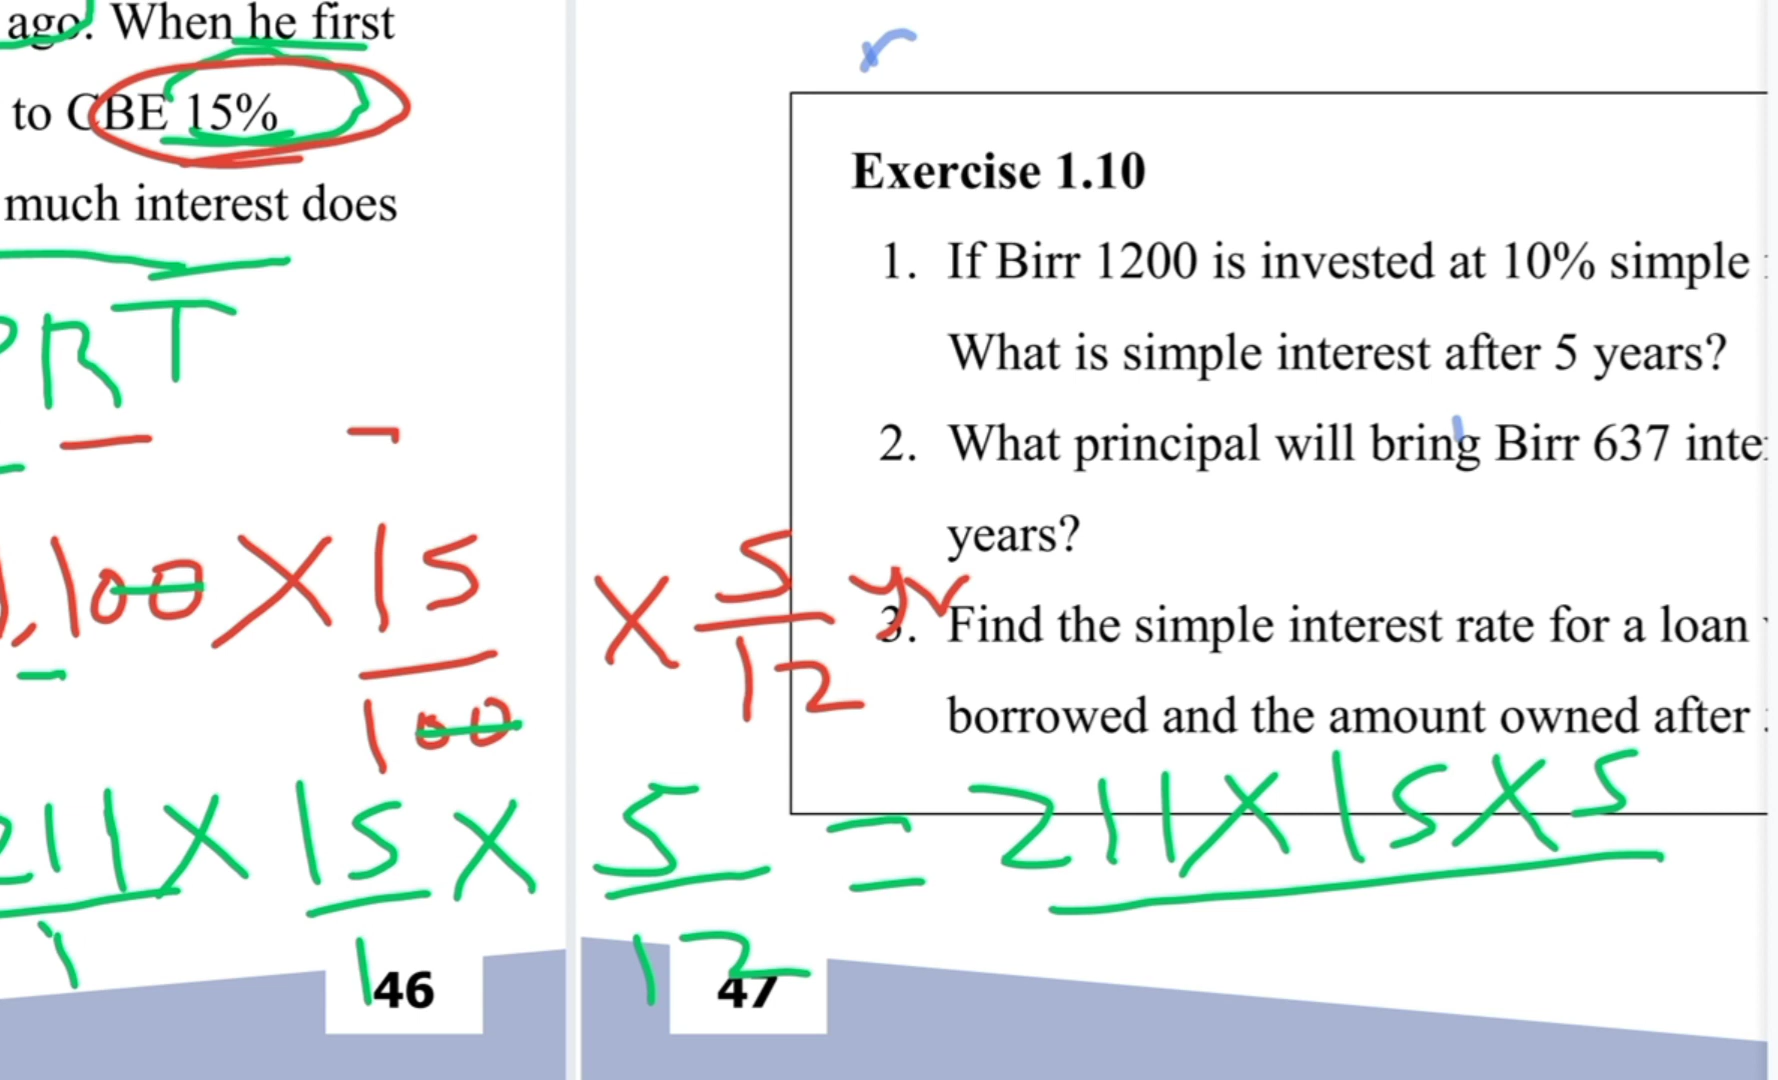 ago. When he first
to CBE 15%
much interest does
PRT
,100 X 15
100
X 5 yr
12
211 X 15 X 5 = 211 X 15 X 5
1 1 12
46
r
Exercise 1.10
1. If Birr 1200 is invested at 10% simple
What is simple interest after 5 years?
2. What principal will bring Birr 637
years?
3. Find the simple interest rate for a loan
borrowed and the amount owned after
47